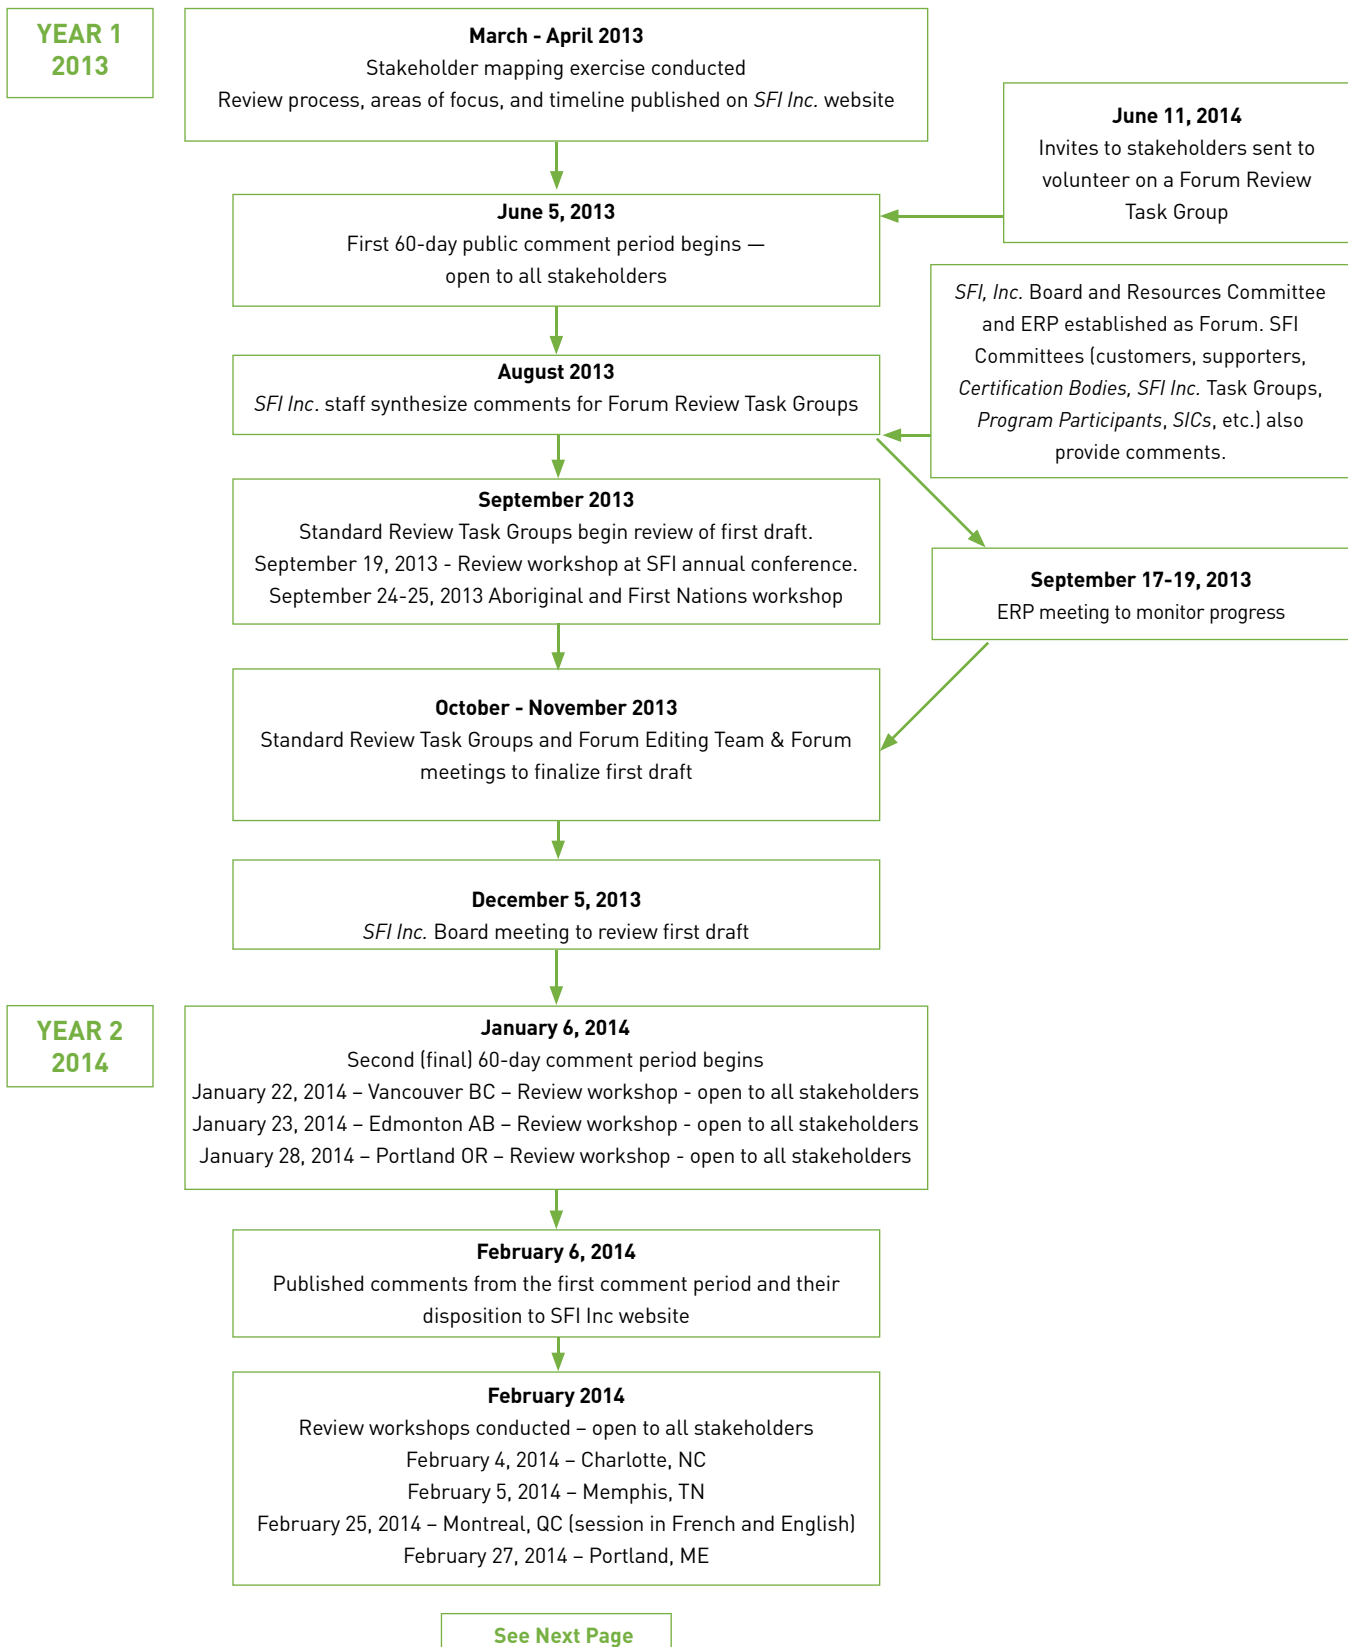 YEAR 1
2013
March - April 2013
Stakeholder mapping exercise conducted
Review process, areas of focus, and timeline published on SFI Inc. website
June 11, 2014
Invites to stakeholders sent to
volunteer on a Forum Review
Task Group
June 5, 2013
First 60-day public comment period begins —
open to all stakeholders
SFI, Inc. Board and Resources Committee
and ERP established as Forum. SFI
Committees (customers, supporters,
Certification Bodies, SFI Inc. Task Groups,
Program Participants, SICs, etc.) also
provide comments.
August 2013
SFI Inc. staff synthesize comments for Forum Review Task Groups
September 2013
Standard Review Task Groups begin review of first draft.
September 19, 2013 - Review workshop at SFI annual conference.
September 24-25, 2013 Aboriginal and First Nations workshop
September 17-19, 2013
ERP meeting to monitor progress
October - November 2013
Standard Review Task Groups and Forum Editing Team & Forum
meetings to finalize first draft
December 5, 2013
SFI Inc. Board meeting to review first draft
YEAR 2
2014
January 6, 2014
Second (final) 60-day comment period begins
January 22, 2014 – Vancouver BC – Review workshop - open to all stakeholders
January 23, 2014 – Edmonton AB – Review workshop - open to all stakeholders
January 28, 2014 – Portland OR – Review workshop - open to all stakeholders
February 6, 2014
Published comments from the first comment period and their
disposition to SFI Inc website
February 2014
Review workshops conducted – open to all stakeholders
February 4, 2014 – Charlotte, NC
February 5, 2014 – Memphis, TN
February 25, 2014 – Montreal, QC (session in French and English)
February 27, 2014 – Portland, ME
See Next Page